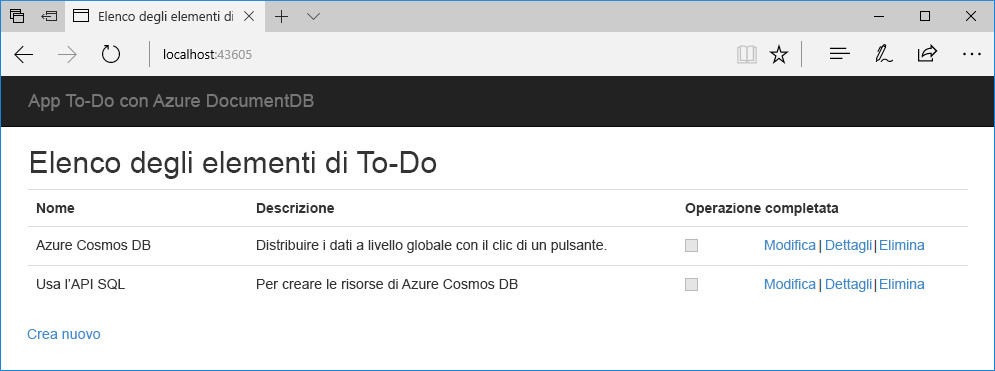 Elenco degli elementi di
localhost:43605
App To-Do con Azure DocumentDB
Elenco degli elementi di To-Do
Nome Descrizione Operazione completata
Azure Cosmos DB Distribuire i dati a livello globale con il clic di un pulsante. Modifica | Dettagli | Elimina
Usa l'API SQL Per creare le risorse di Azure Cosmos DB Modifica | Dettagli | Elimina
Crea nuovo